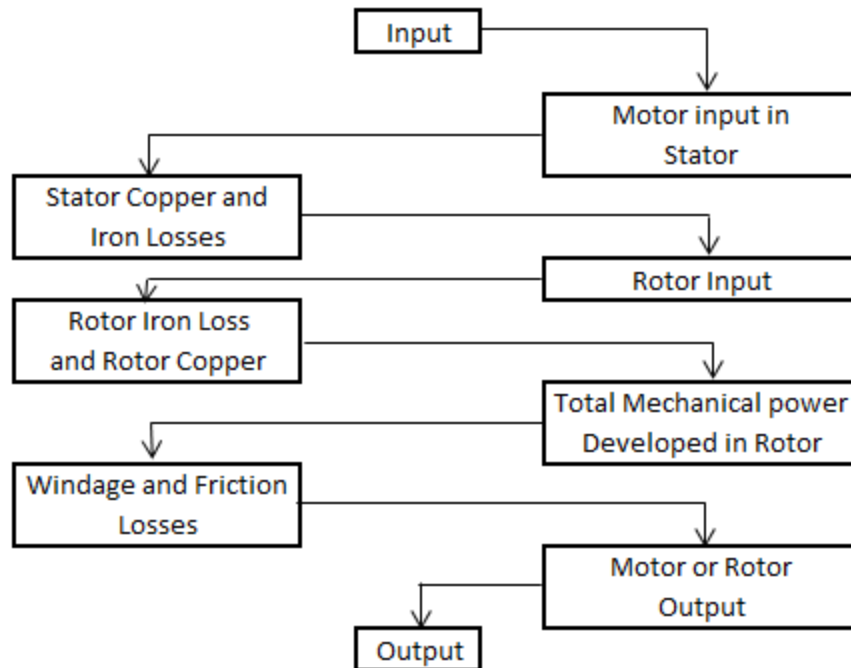 Input
Motor input in
Stator
Stator Copper and
Iron Losses
Rotor Input
Rotor Iron Loss
and Rotor Copper
Total Mechanical power
Developed in Rotor
Windage and Friction
Losses
Motor or Rotor
Output
Output